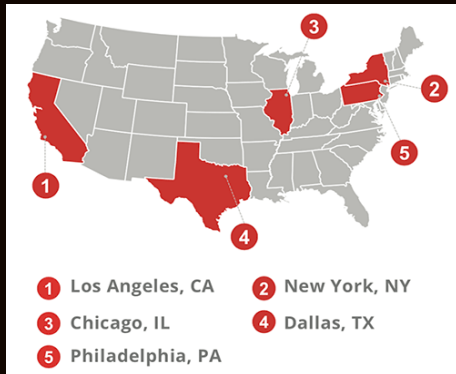 3
2
5
1
4
1 Los Angeles, CA
2 New York, NY
3 Chicago, IL
4 Dallas, TX
5 Philadelphia, PA